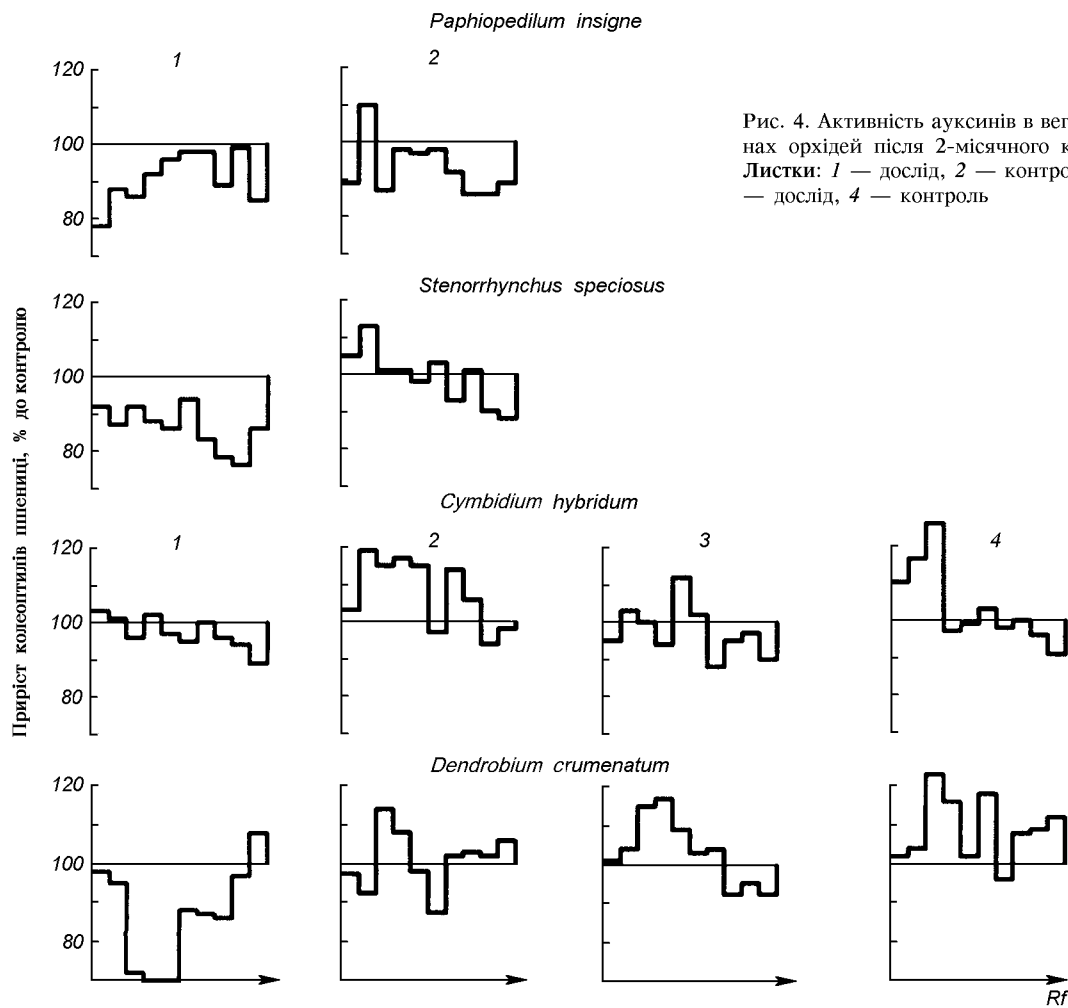 Paphiopedilum insigne
1
2
120
100
80
Рис. 4. Активність ауксинів в вег
нах орхідей після 2-місячного к
Листки: 1 — дослід, 2 — контро
— дослід, 4 — контроль
Stenorrhynchus speciosus
120
100
80
Приріст колеоптилів пшениці, % до контролю
Cymbidium hybridum
1
2
3
4
120
100
80
Dendrobium crumenatum
120
100
80
Rf